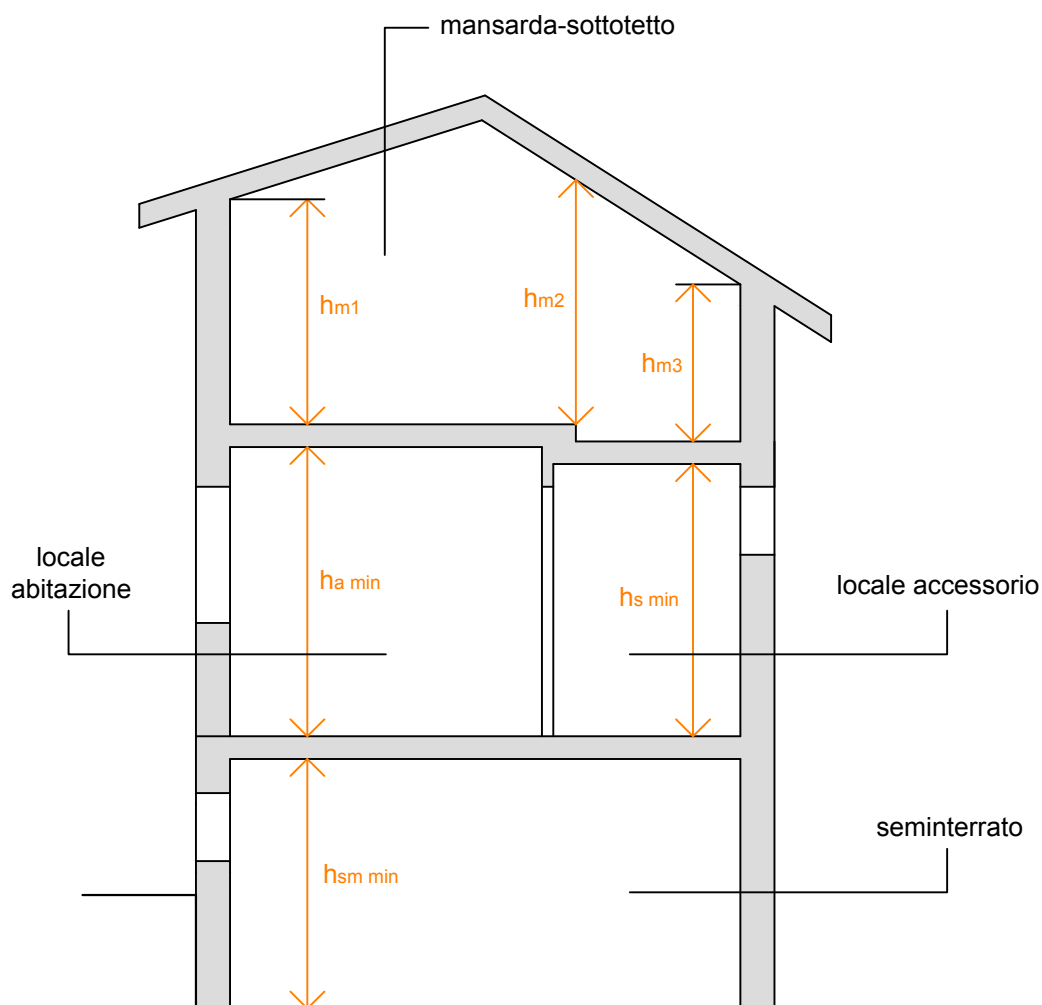 mansarda-sottotetto
hm1
hm2
hm3
locale
abitazione
ha min
hs min
locale accessorio
seminterrato
hsm min